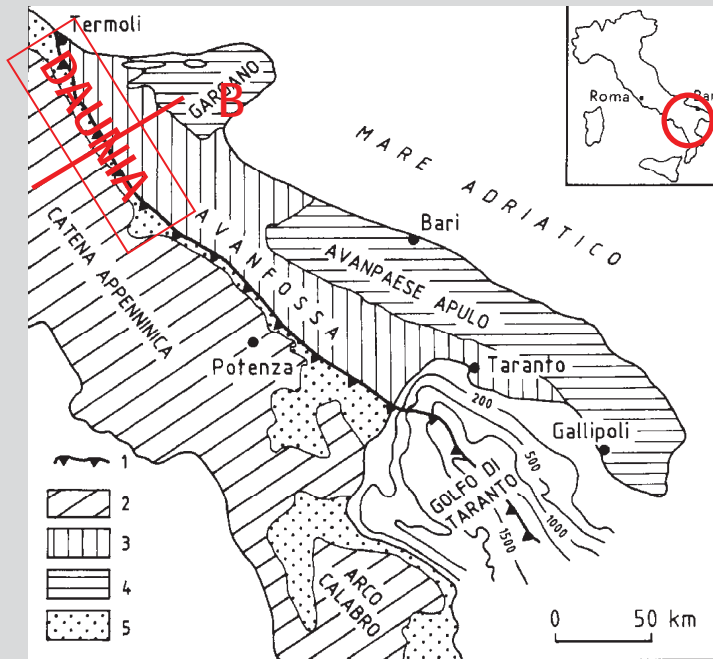 Termoli
GARGANO
B
DAUNIA
Roma
Bari
MARE ADRIATICO
CATENA APPENNINICA
AVANFOSSA
Bari
AVANPAESE APULO
Potenza
Taranto
200
Gallipoli
500
GOLFO DI
TARANTO
1000
1500
ARCO
CALABRO
1
2
3
4
5
0 50 km